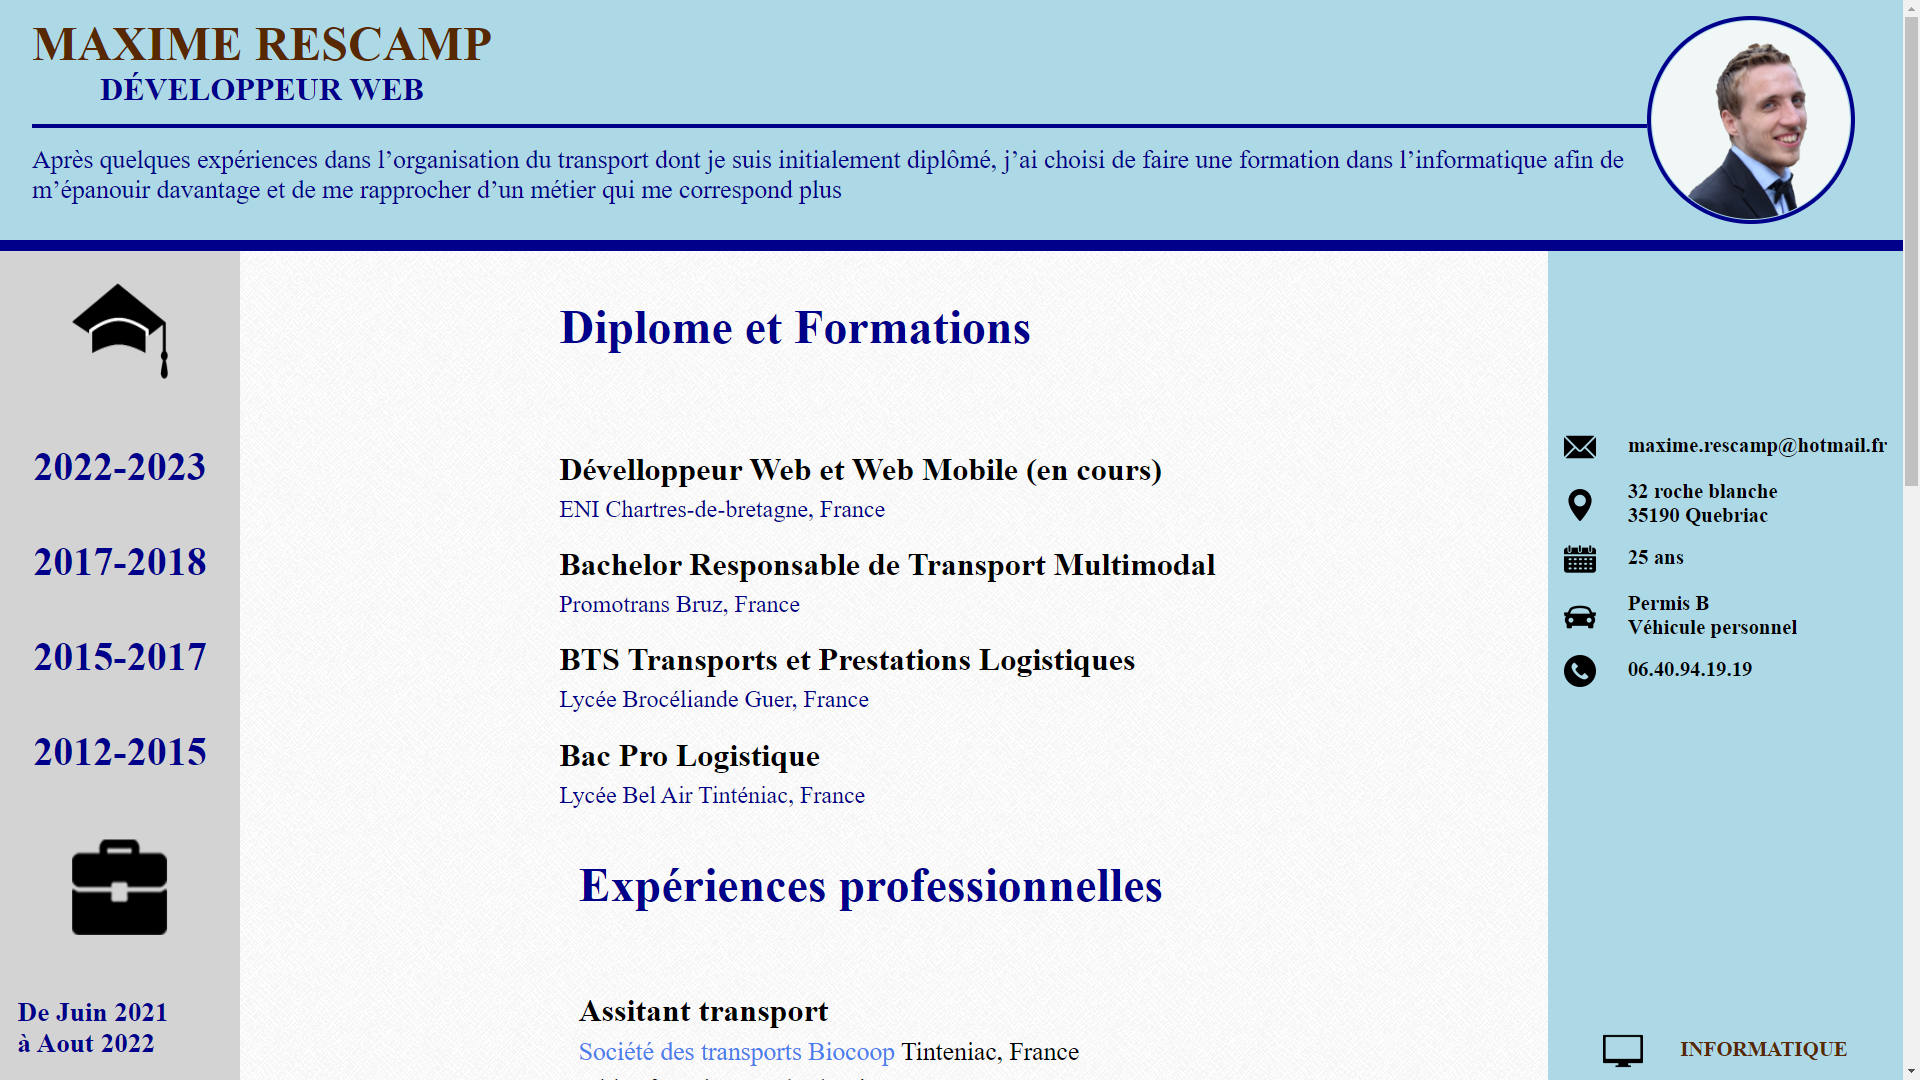 MAXIME RESCAMP
DÉVELOPPEUR WEB
Après quelques expériences dans l’organisation du transport dont je suis initialement diplômé, j’ai choisi de faire une formation dans l’informatique afin de
m’épanouir davantage et de me rapprocher d’un métier qui me correspond plus
Diplome et Formations
2022-2023
Dévelloppeur Web et Web Mobile (en cours)
ENI Chartres-de-bretagne, France
2017-2018
Bachelor Responsable de Transport Multimodal
Promotrans Bruz, France
2015-2017
BTS Transports et Prestations Logistiques
Lycée Brocéliande Guer, France
2012-2015
Bac Pro Logistique
Lycée Bel Air Tinténiac, France
Expériences professionnelles
De Juin 2021
à Aout 2022
Assitant transport
Société des transports Biocoop Tinteniac, France
maxime.rescamp@hotmail.fr
32 roche blanche
35190 Quebriac
25 ans
Permis B
Véhicule personnel
06.40.94.19.19
INFORMATIQUE